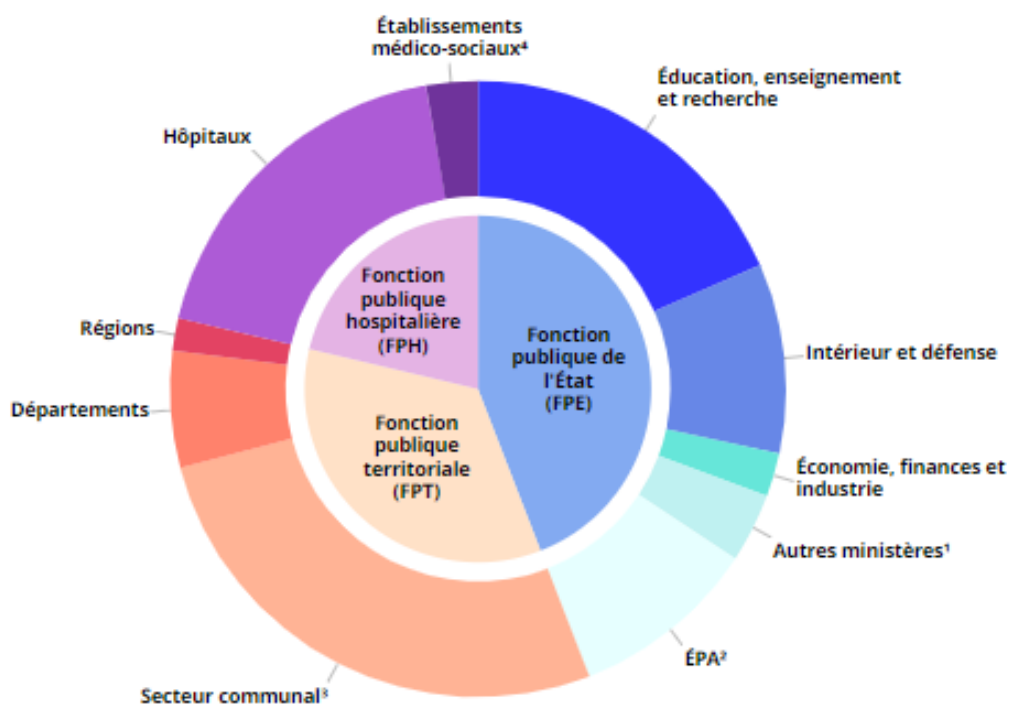 Établissements
médico-sociaux⁴
Éducation, enseignement
et recherche
Hôpitaux
Fonction
publique
hospitalière
(FPH)
Régions
Fonction
publique de
l'État
(FPE)
Intérieur et défense
Départements
Fonction
publique
territoriale
(FPT)
Économie, finances et
industrie
Autres ministères¹
ÉPA²
Secteur communal³